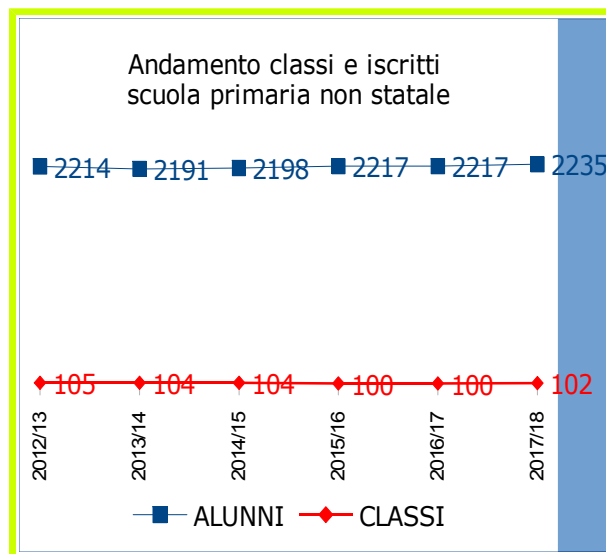 Andamento classi e iscritti
scuola primaria non statale
2214 2191 2198 2217 2217 2235
105 104 104 100 100 102
2012/13 2013/14 2014/15 2015/16 2016/17 2017/18
ALUNNI CLASSI